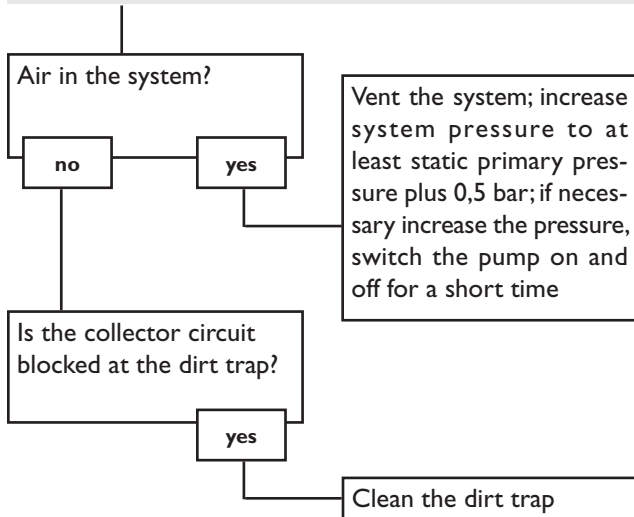 Air in the system?
no
yes
Vent the system; increase
system pressure to at
least static primary pres-
sure plus 0,5 bar; if neces-
sary increase the pressure,
switch the pump on and
off for a short time
Is the collector circuit
blocked at the dirt trap?
yes
Clean the dirt trap